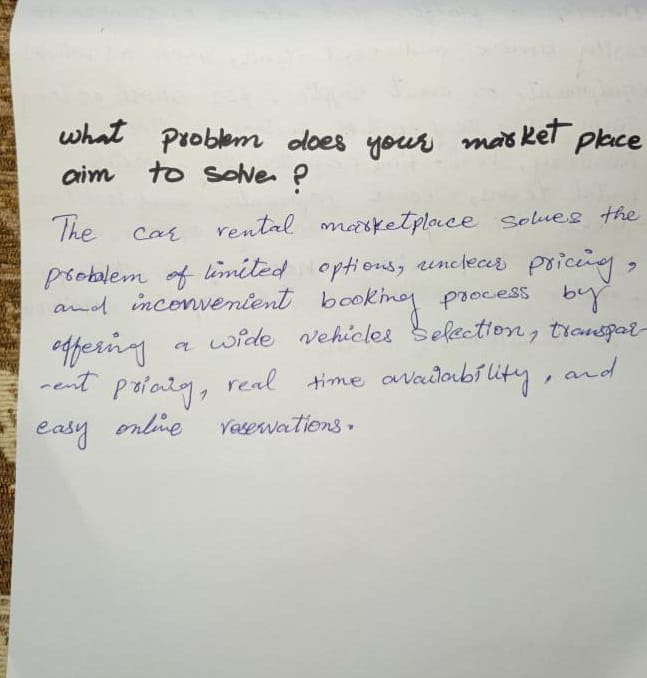 what problem does your market place
aim to solve ?
The car rental marketplace solves the
problem of limited options, unclear pricing,
and inconvenient booking process by
offering a wide vehicles selection, transpar-
-ent pricing, real time availability, and
easy online reservations.